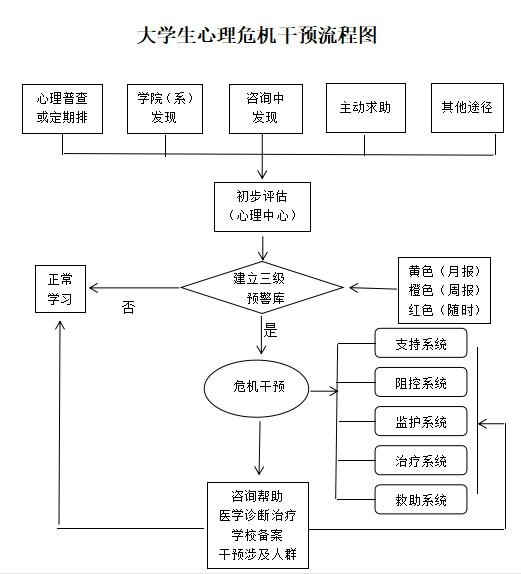 大学生心理危机干预流程图
心理普查
或定期排
学院（系）
发现
咨询中
发现
主动求助
其他途径
初步评估
（心理中心）
建立三级
预警库
黄色（月报）
橙色（周报）
红色（随时）
正常
学习
否
是
危机干预
支持系统
阻控系统
监护系统
治疗系统
救助系统
咨询帮助
医学诊断治疗
学校备案
干预涉及人群